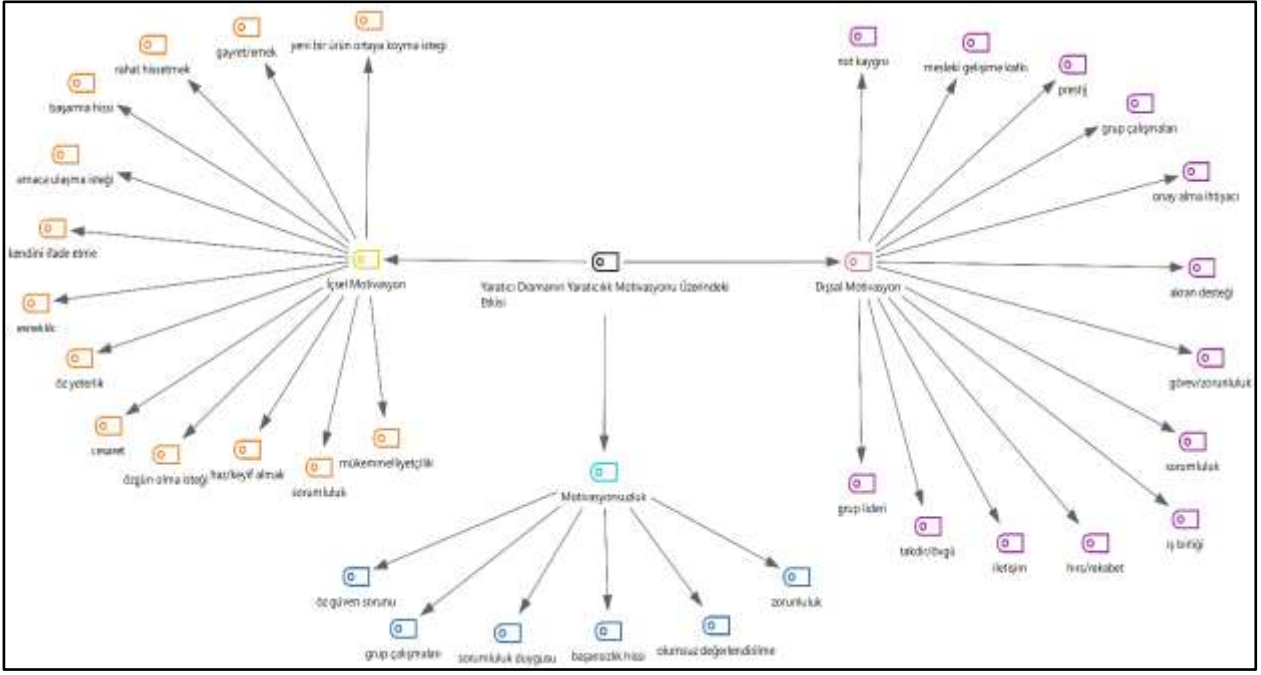 yeni bir ürün ortaya koyma isteği
gayret/emek
rahat hissetmek
başarma hissi
amaca ulaşma isteği
kendini ifade etme
esneklik
öz yeterlik
cesaret
özgün olma isteği
haz/keyif almak
sorumluluk
mükemmelliyetçilik
İçsel Motivasyon
Yaratıcı Dramanın Yaratıcılık Motivasyonu Üzerindeki
Etkisi
Dışsal Motivasyon
not kaygısı
mesleki gelişime katkı
prestij
grup çalışmaları
onay alma ihtiyacı
akran desteği
görev/zorunluluk
sorumluluk
iş birliği
hırs/rekabet
iletişim
takdir/övgü
grup lideri
Motivasyonsuzluk
öz güven sorunu
grup çalışmaları
sorumluluk duygusu
başarısızlık hissi
olumsuz değerlendirilme
zorunluluk